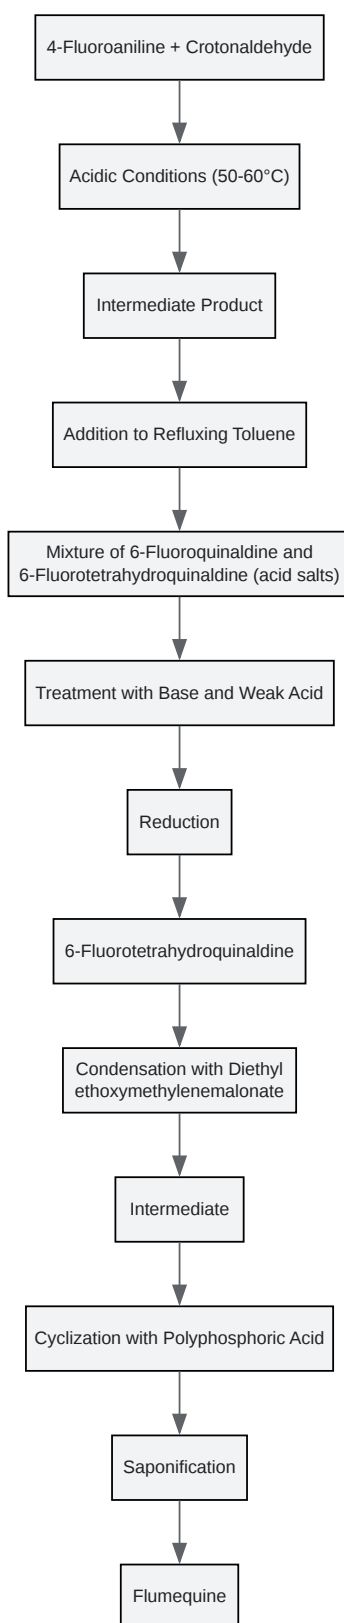 4-Fluoroaniline + Crotonaldehyde
Acidic Conditions (50-60°C)
Intermediate Product
Addition to Refluxing Toluene
Mixture of 6-Fluoroquinaldine and
6-Fluorotetrahydroquinaldine (acid salts)
Treatment with Base and Weak Acid
Reduction
6-Fluorotetrahydroquinaldine
Condensation with Diethyl
ethoxymethylenemalonate
Intermediate
Cyclization with Polyphosphoric Acid
Saponification
Flumequine